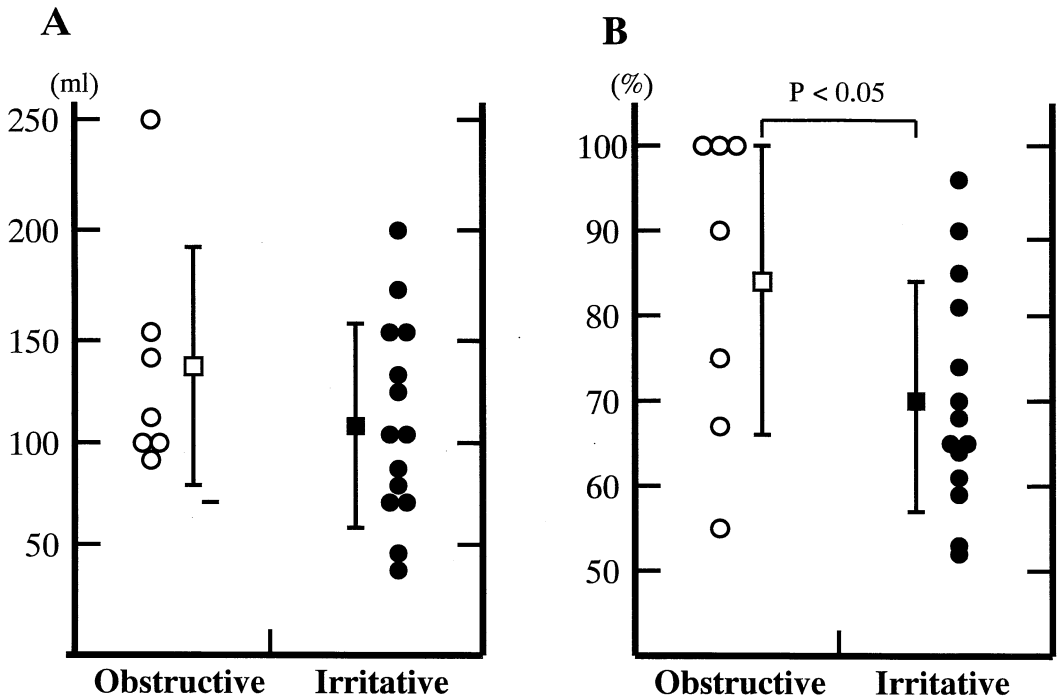 A
(ml)
250
200
150
100
50
Obstructive Irritative
B
(%)
P < 0.05
100
90
80
70
60
50
Obstructive Irritative